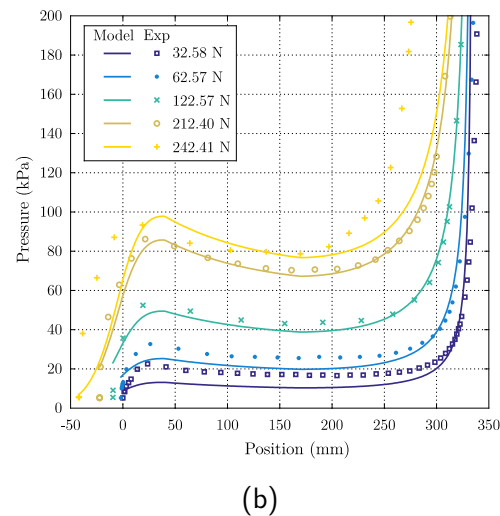 200
180
160
140
120
100
80
60
40
20
0
Pressure (kPa)
Model Exp
32.58 N
62.57 N
122.57 N
212.40 N
242.41 N
-50 0 50 100 150 200 250 300 350
Position (mm)
(b)